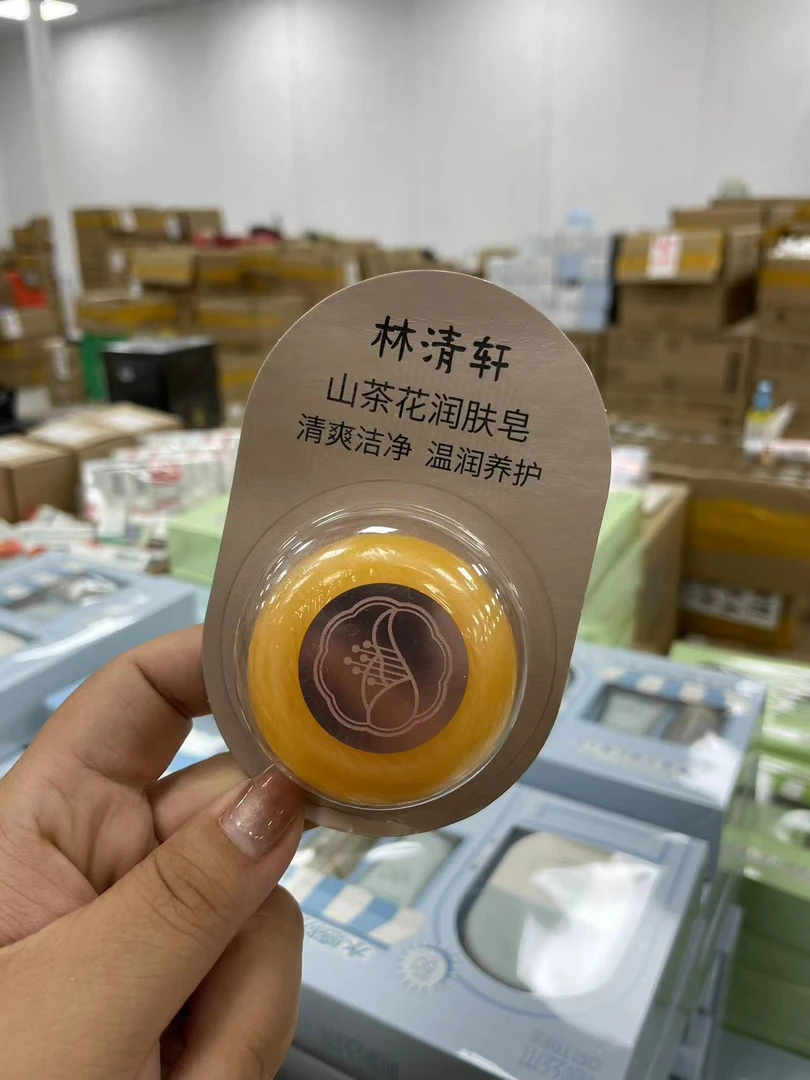 林清轩
山茶花润肤皂
清爽洁净 温润养护